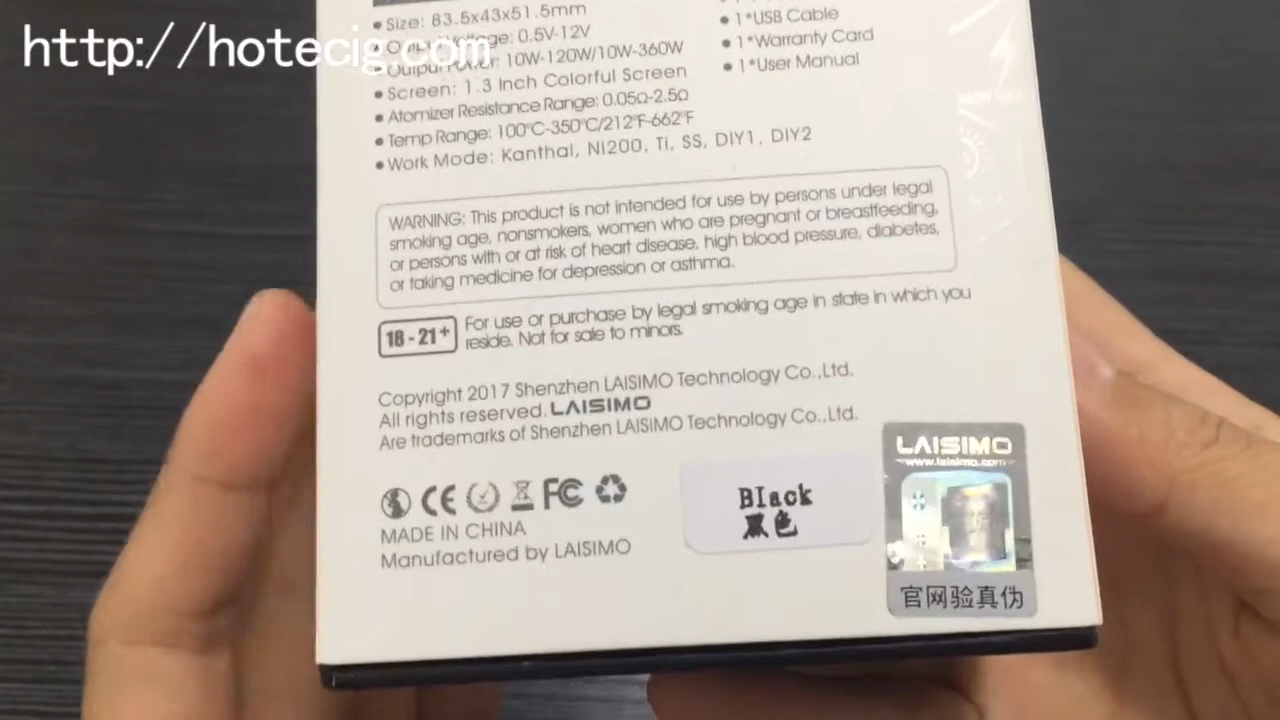 http://hotecig.com
Size: 83.5x43x51.5mm
Voltage: 0.5V-12V
Output Power: 10W-120W/10W-360W
Screen: 1.3 Inch Colorful Screen
Atomizer Resistance Range: 0.05Ω-2.5Ω
Temp Range: 100℃-350℃/212℉-662℉
Work Mode: Kanthal, NI200, Ti, SS, DIY1, DIY2
1*USB Cable
1*Warranty Card
1*User Manual
WARNING: This product is not intended for use by persons under legal
smoking age, nonsmokers, women who are pregnant or breastfeeding,
or persons with or at risk of heart disease, high blood pressure, diabetes,
or taking medicine for depression or asthma.
18-21+
For use or purchase by legal smoking age in state in which you
reside. Not for sale to minors.
Copyright 2017 Shenzhen LAISIMO Technology Co.,Ltd.
All rights reserved. LAISIMO
Are trademarks of Shenzhen LAISIMO Technology Co.,Ltd.
CE FC
MADE IN CHINA
Manufactured by LAISIMO
Black
黑色
LAISIMO
www.laisimo.com
官网验真伪